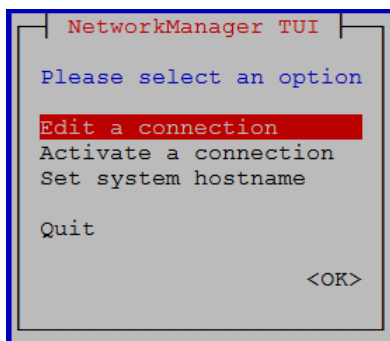 NetworkManager TUI
Please select an option
Edit a connection
Activate a connection
Set system hostname
Quit
<OK>